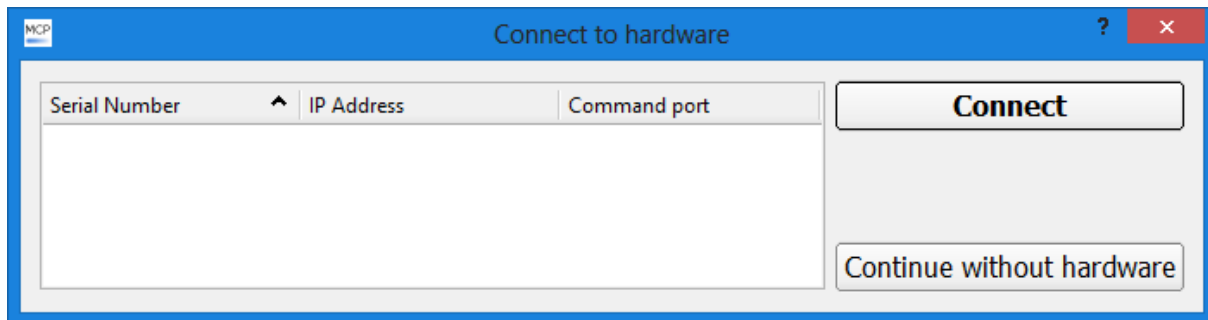 MCP
Connect to hardware
?
Serial Number IP Address Command port
Connect
Continue without hardware